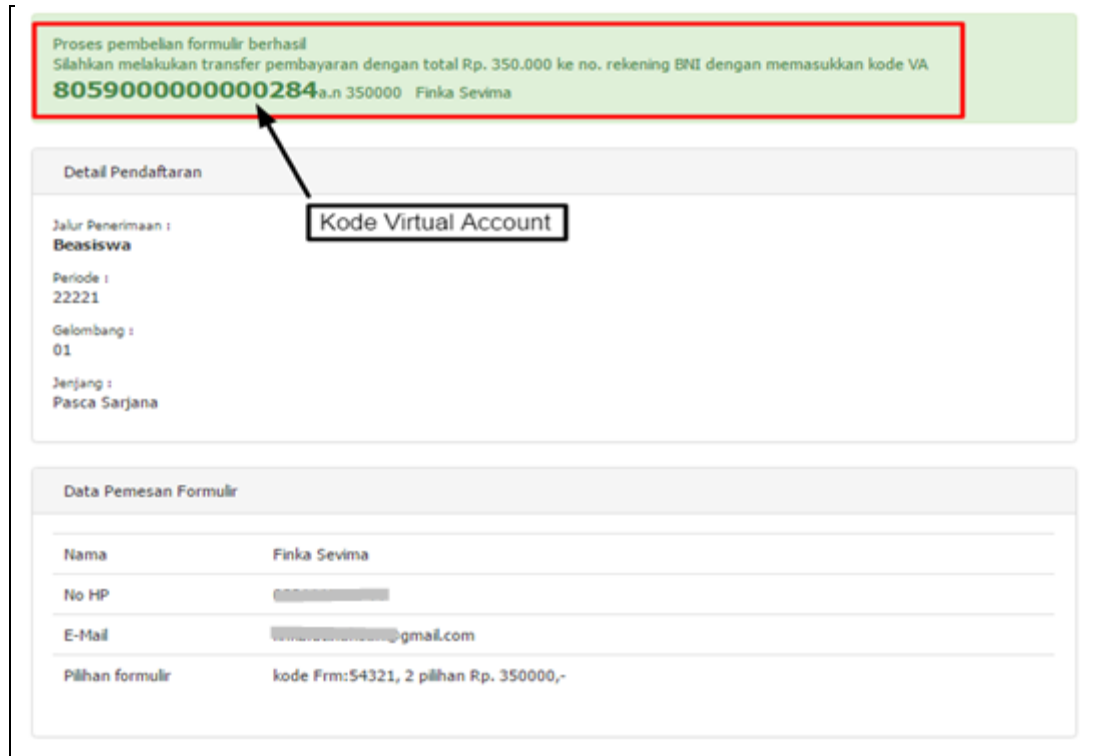 Proses pembelian formulir berhasil
Silahkan melakukan transfer pembayaran dengan total Rp. 350.000 ke no. rekening BNI dengan memasukkan kode VA
8059000000000284a.n 350000 Finka Sevima
Detail Pendaftaran
Kode Virtual Account
Jalur Penerimaan :
Beasiswa
Periode :
22221
Gelombang :
01
Jenjang :
Pasca Sarjana
Data Pemesan Formulir
Nama Finka Sevima
No HP
E-Mail gmail.com
Pilihan formulir kode Frm:54321, 2 pilihan Rp. 350000,-